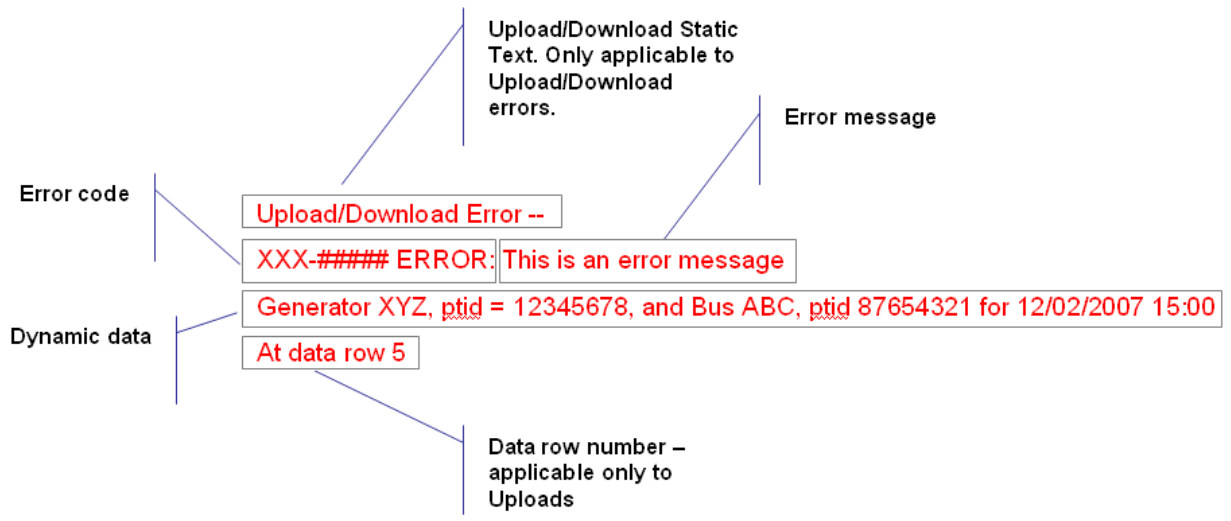 Upload/Download Static
Text. Only applicable to
Upload/Download
errors.
Error message
Error code
Upload/Download Error --
XXX-##### ERROR: This is an error message
Generator XYZ, ptid = 12345678, and Bus ABC, ptid 87654321 for 12/02/2007 15:00
Dynamic data
At data row 5
Data row number –
applicable only to
Uploads